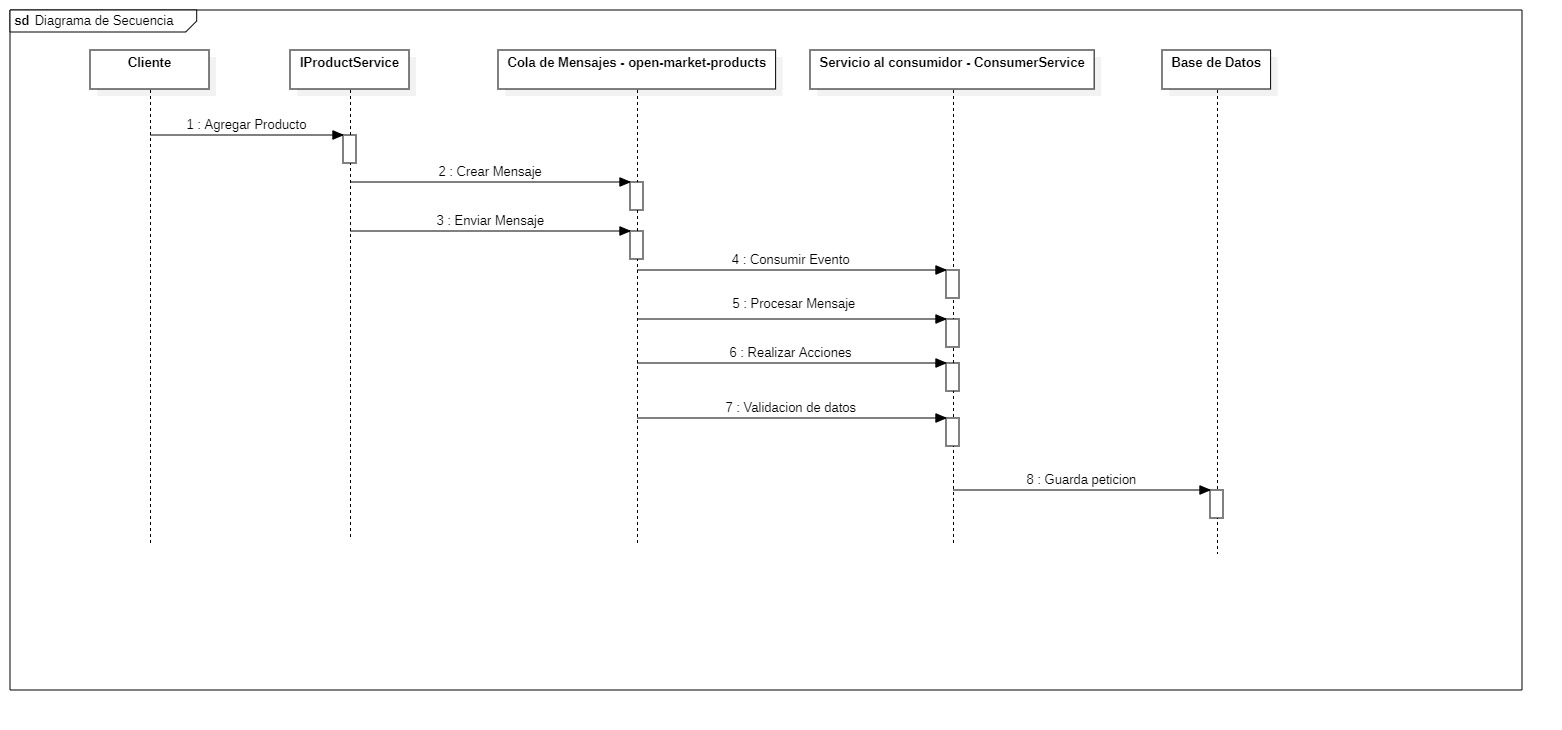 sd Diagrama de Secuencia
Cliente
IProductService
Cola de Mensajes - open-market-products
Servicio al consumidor - ConsumerService
Base de Datos
1 : Agregar Producto
2 : Crear Mensaje
3 : Enviar Mensaje
4 : Consumir Evento
5 : Procesar Mensaje
6 : Realizar Acciones
7 : Validacion de datos
8 : Guarda peticion